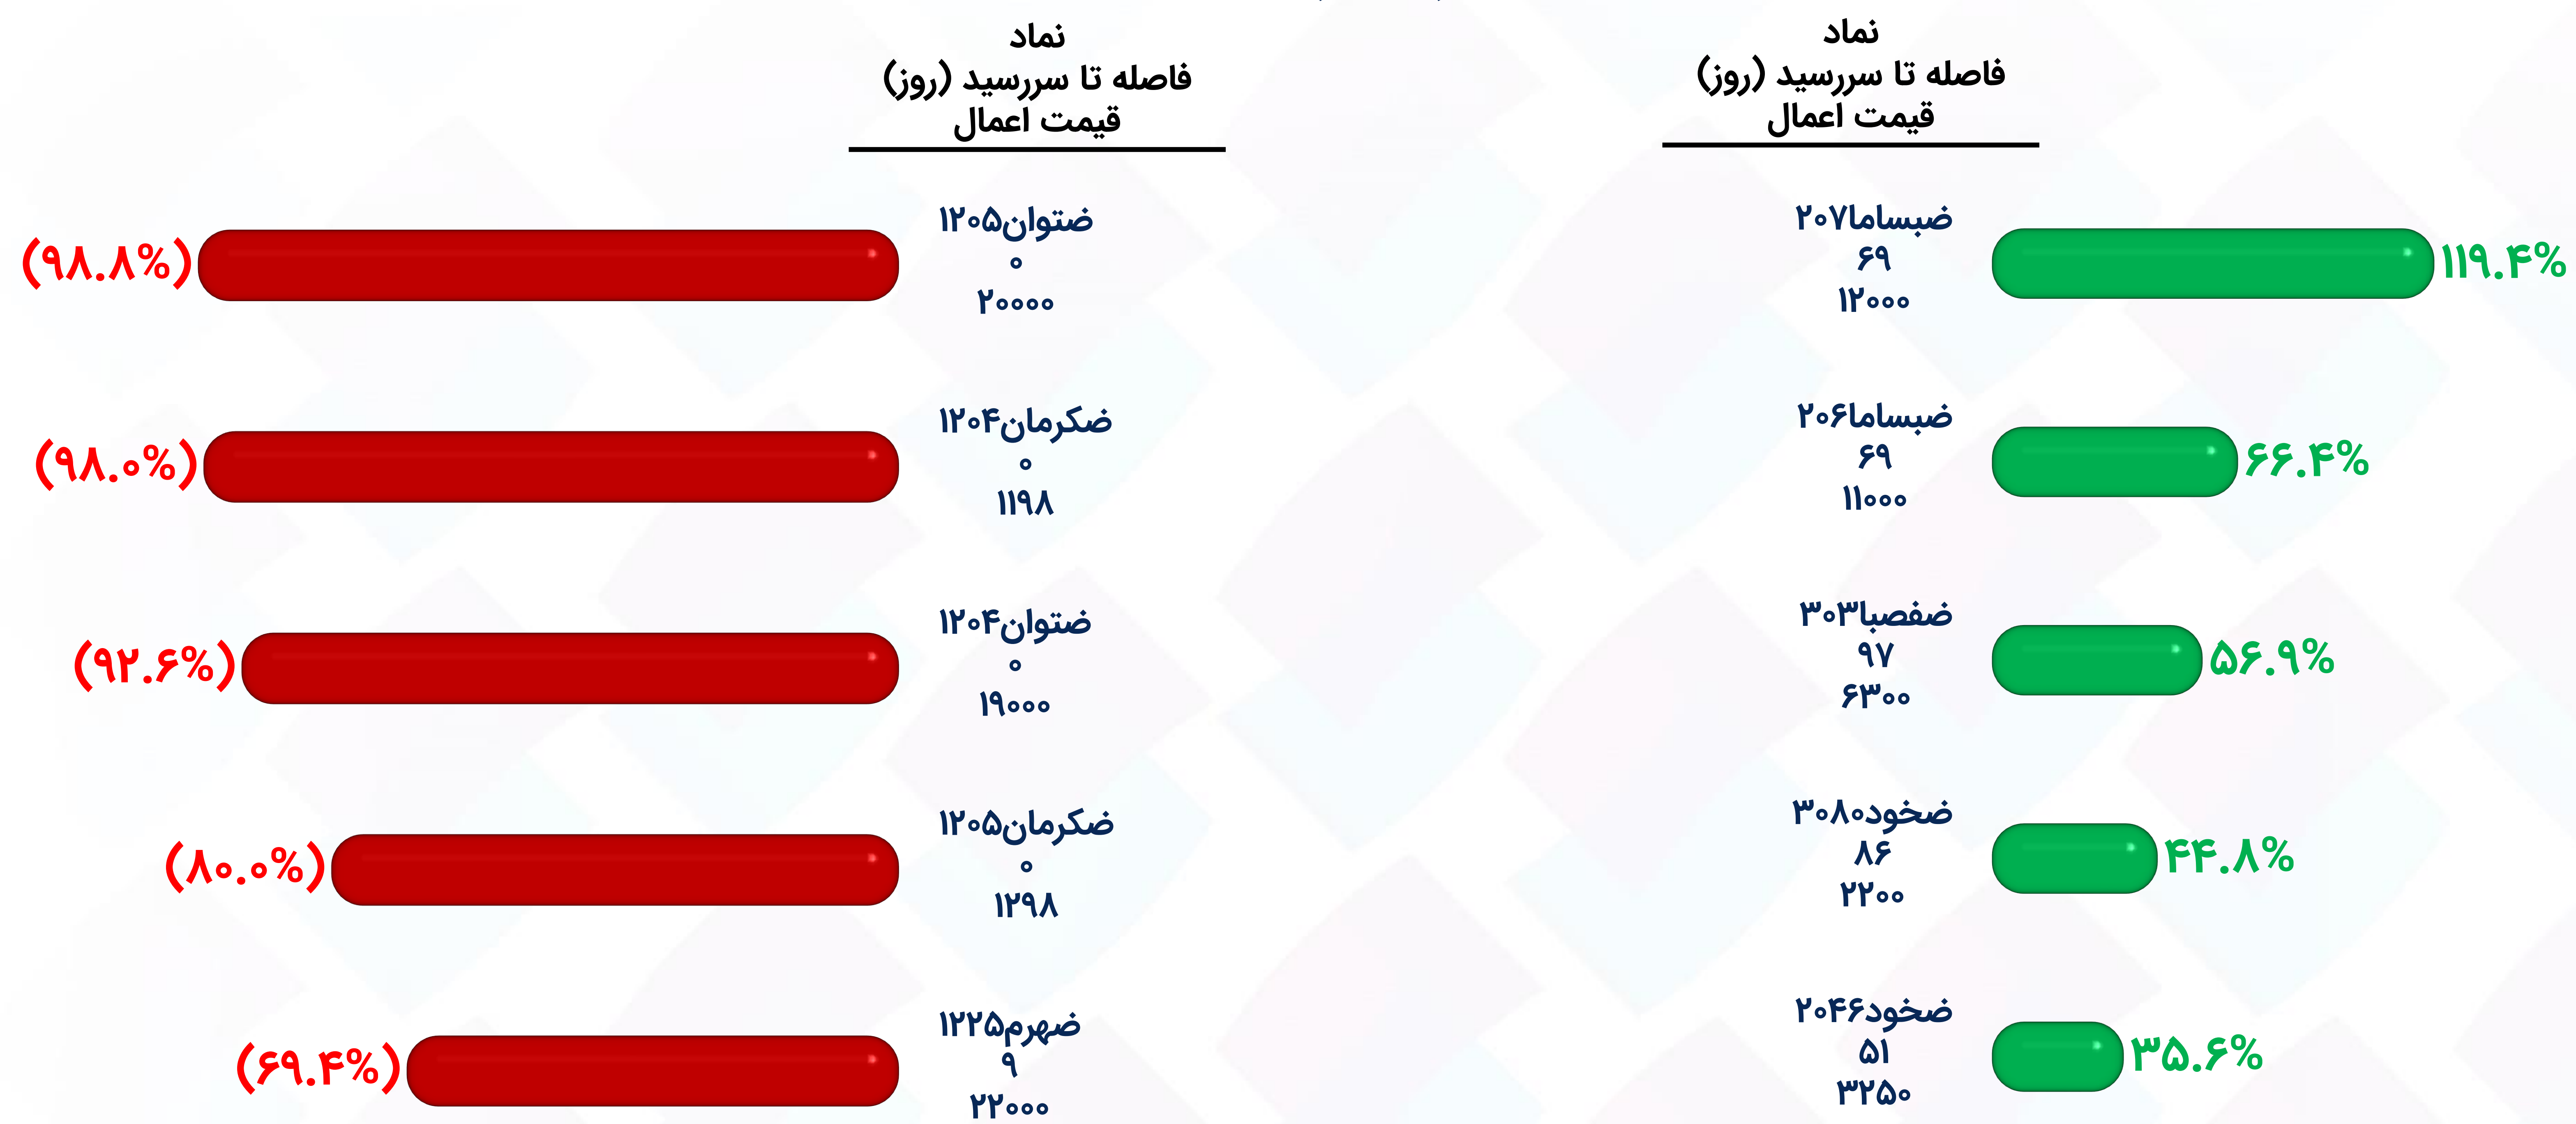 نماد
فاصله تا سررسید (روز)
قیمت اعمال
ضبساما۲۰۷
۶۹
۱۲۰۰۰
۱۱۹.۴%
ضبساما۲۰۶
۶۹
۱۱۰۰۰
۶۶.۴%
ضفصبا۳۰۳
۹۷
۶۳۰۰
۵۶.۹%
ضخود۳۰۸۰
۸۶
۲۲۰۰
۴۴.۸%
ضخود۲۰۴۶
۵۱
۳۲۵۰
۳۵.۶%
نماد
فاصله تا سررسید (روز)
قیمت اعمال
ضتوان۱۲۰۵
۰
۲۰۰۰۰
(۹۸.۸%)
ضکرمان۱۲۰۴
۰
۱۱۹۸
(۹۸.۰%)
ضتوان۱۲۰۴
۰
۱۹۰۰۰
(۹۲.۶%)
ضکرمان۱۲۰۵
۰
۱۲۹۸
(۸۰.۰%)
ضهرم۱۲۲۵
۹
۲۲۰۰۰
(۶۹.۴%)